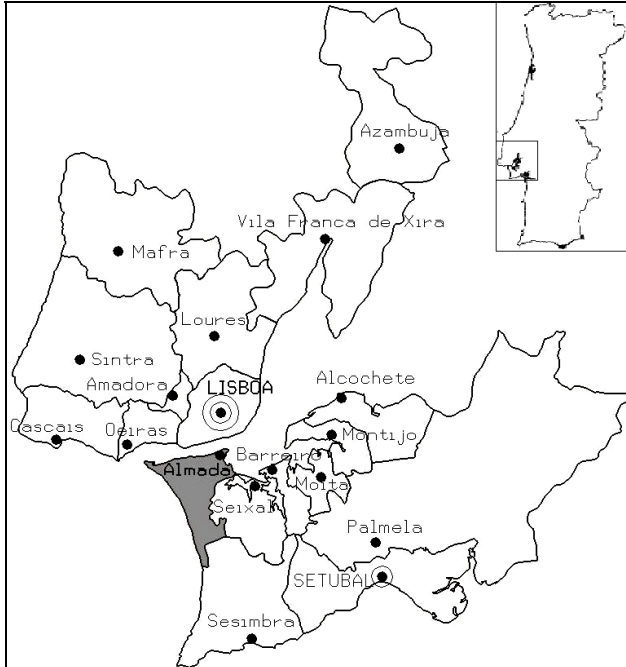 Azambuja
Vila Franca de Xira
Mafra
Loures
Sintra
LISBOA
Amadora
Alcochete
Cascais
Oeiras
Montijo
Barreiro
Almada
Moita
Seixal
Palmela
SETUBAL
Sesimbra